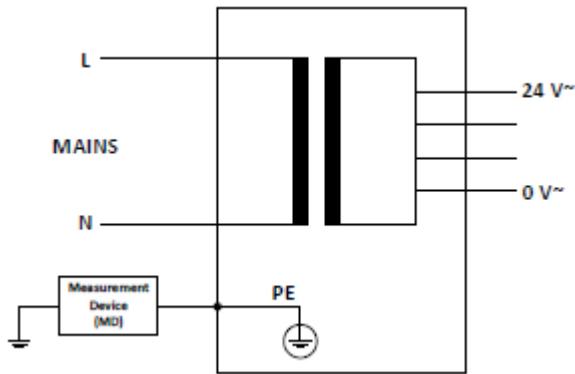 L
24 V~
MAINS
0 V~
N
Measurement
Device
(MD)
PE